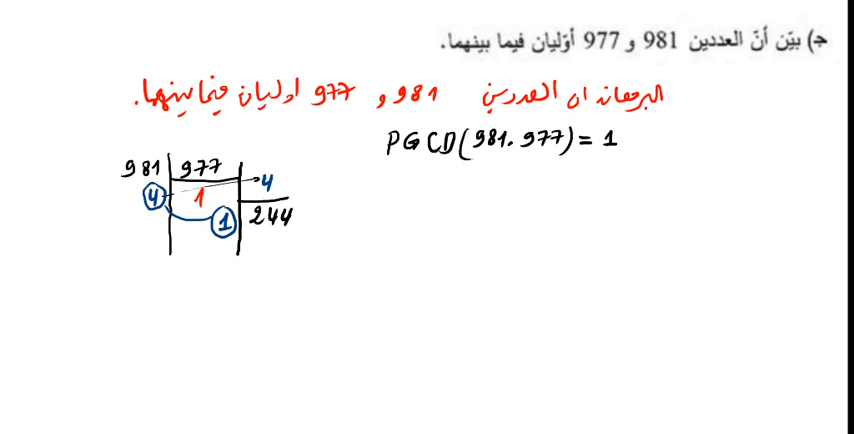 ج) بيّن أنّ العددين 981 و 977 أوّليان فيما بينهما.
البرهان ان العددين 981 و 977 اوليان فيما بينهما.
PGCD(981.977)=1
981 977 4
4 1
1 244